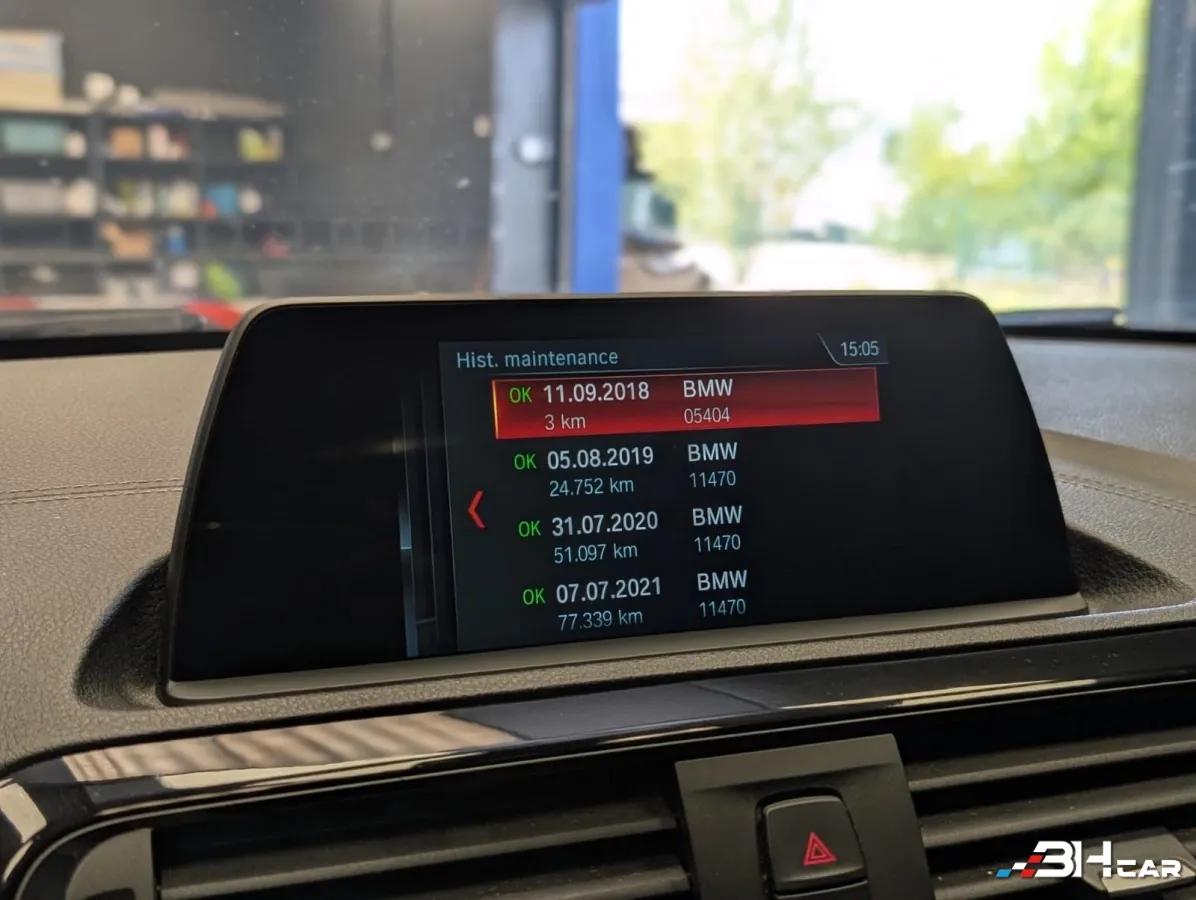 Hist. maintenance 15:05
OK 11.09.2018 BMW
3 km 05404
OK 05.08.2019 BMW
24.752 km 11470
OK 31.07.2020 BMW
51.097 km 11470
OK 07.07.2021 BMW
77.339 km 11470
3HCAR